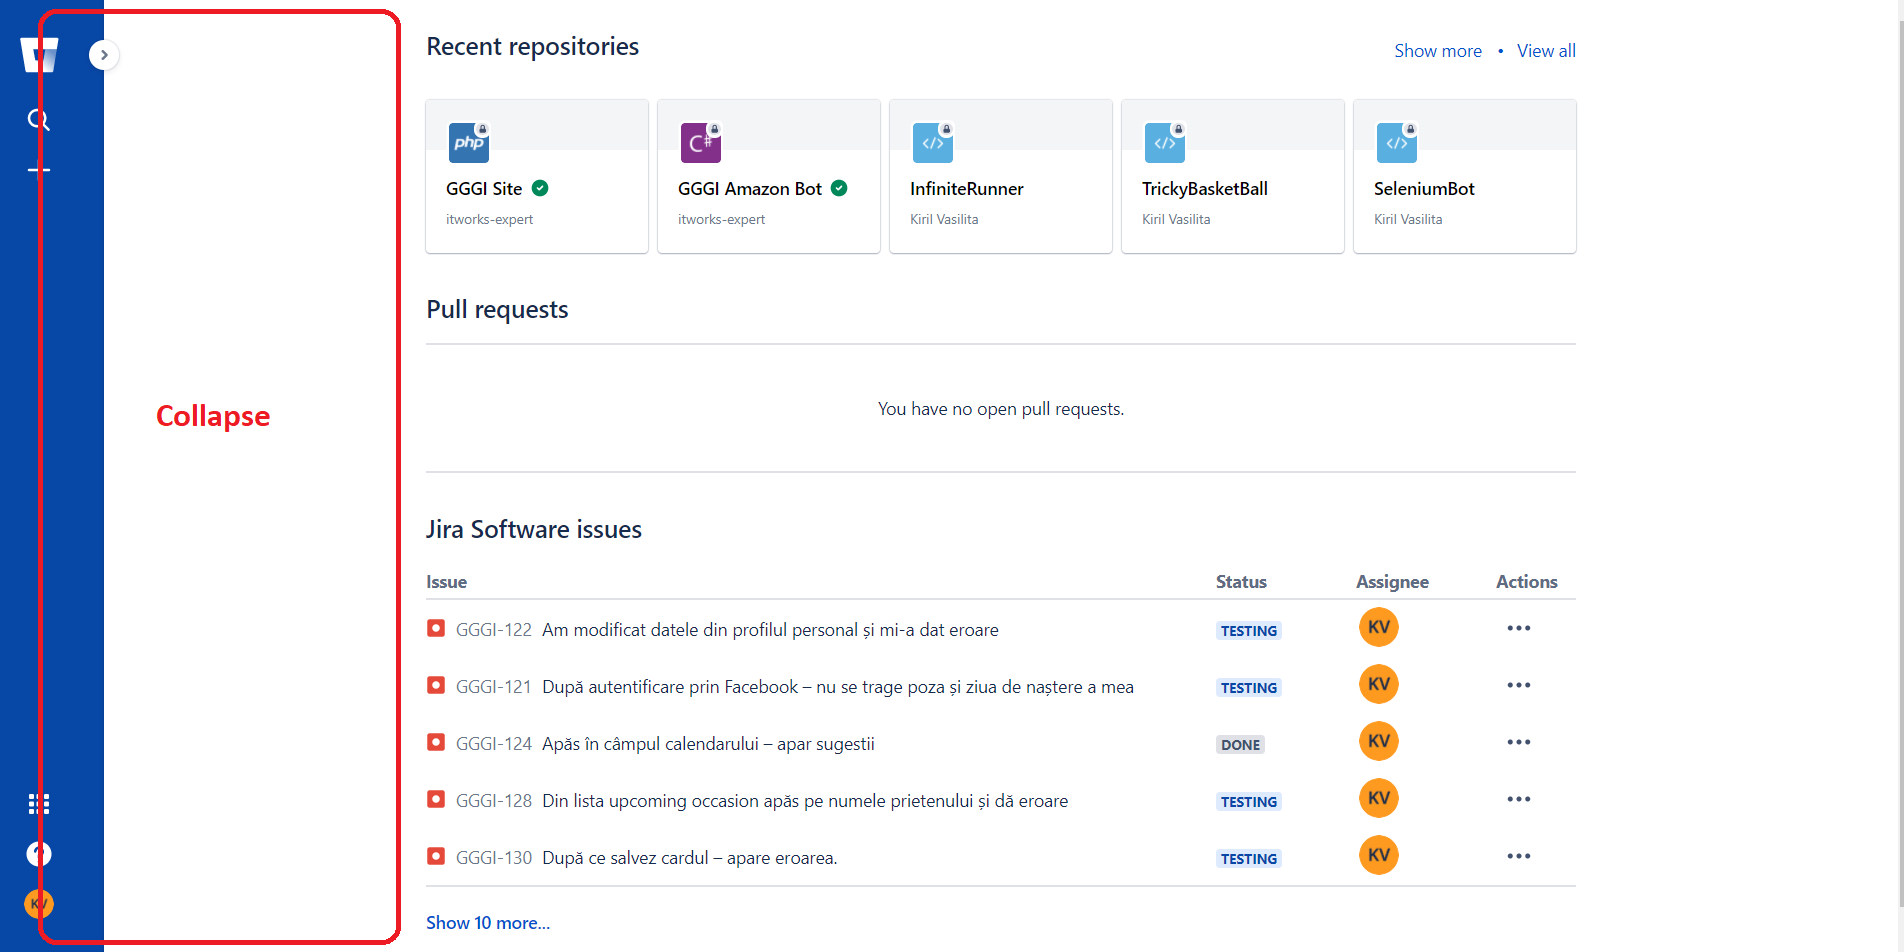 Recent repositories
Show more • View all
php
C#
</>
</>
</>
GGGI Site
GGGI Amazon Bot
InfiniteRunner
TrickyBasketBall
SeleniumBot
itworks-expert
itworks-expert
Kiril Vasilita
Kiril Vasilita
Kiril Vasilita
Pull requests
You have no open pull requests.
Collapse
Jira Software issues
Issue Status Assignee Actions
GGGI-122 Am modificat datele din profilul personal și mi-a dat eroare TESTING KV
GGGI-121 După autentificare prin Facebook – nu se trage poza și ziua de naștere a mea TESTING KV
GGGI-124 Apăs în câmpul calendarului – apar sugestii DONE KV
GGGI-128 Din lista upcoming occasion apăs pe numele prietenului și dă eroare TESTING KV
GGGI-130 După ce salvez cardul – apare eroarea. TESTING KV
KV
Show 10 more...